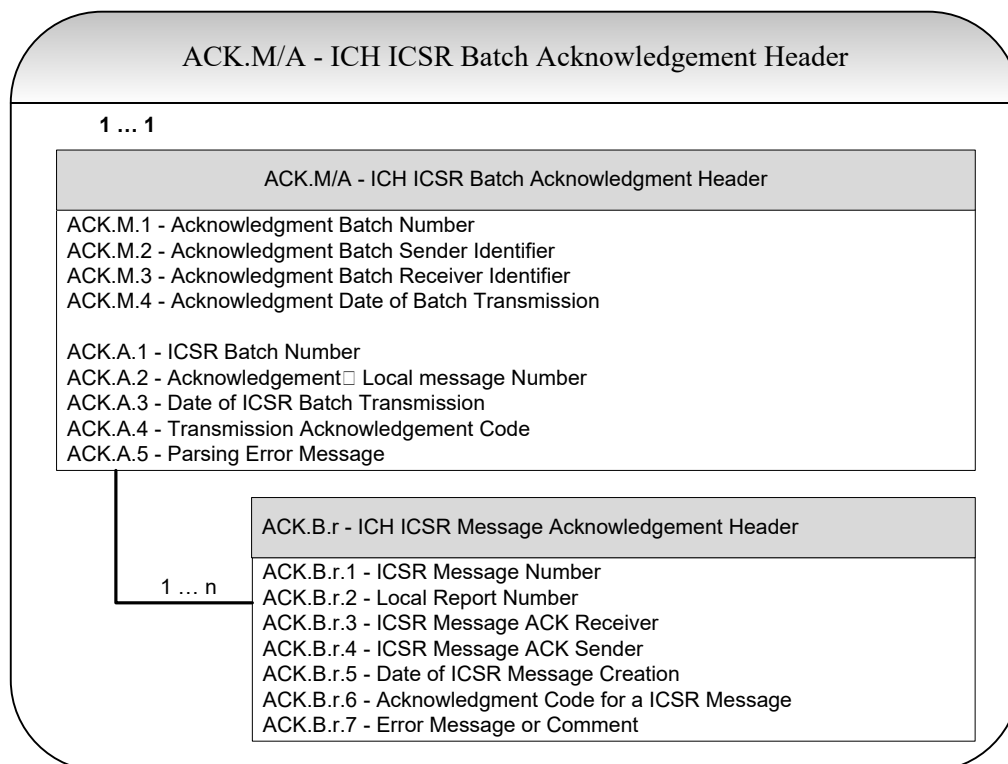 ACK.M/A - ICH ICSR Batch Acknowledgement Header
1 … 1
ACK.M/A - ICH ICSR Batch Acknowledgment Header
ACK.M.1 - Acknowledgment Batch Number
ACK.M.2 - Acknowledgment Batch Sender Identifier
ACK.M.3 - Acknowledgment Batch Receiver Identifier
ACK.M.4 - Acknowledgment Date of Batch Transmission
ACK.A.1 - ICSR Batch Number
ACK.A.2 - Acknowledgement□ Local message Number
ACK.A.3 - Date of ICSR Batch Transmission
ACK.A.4 - Transmission Acknowledgement Code
ACK.A.5 - Parsing Error Message
ACK.B.r - ICH ICSR Message Acknowledgement Header
1 … n
ACK.B.r.1 - ICSR Message Number
ACK.B.r.2 - Local Report Number
ACK.B.r.3 - ICSR Message ACK Receiver
ACK.B.r.4 - ICSR Message ACK Sender
ACK.B.r.5 - Date of ICSR Message Creation
ACK.B.r.6 - Acknowledgment Code for a ICSR Message
ACK.B.r.7 - Error Message or Comment